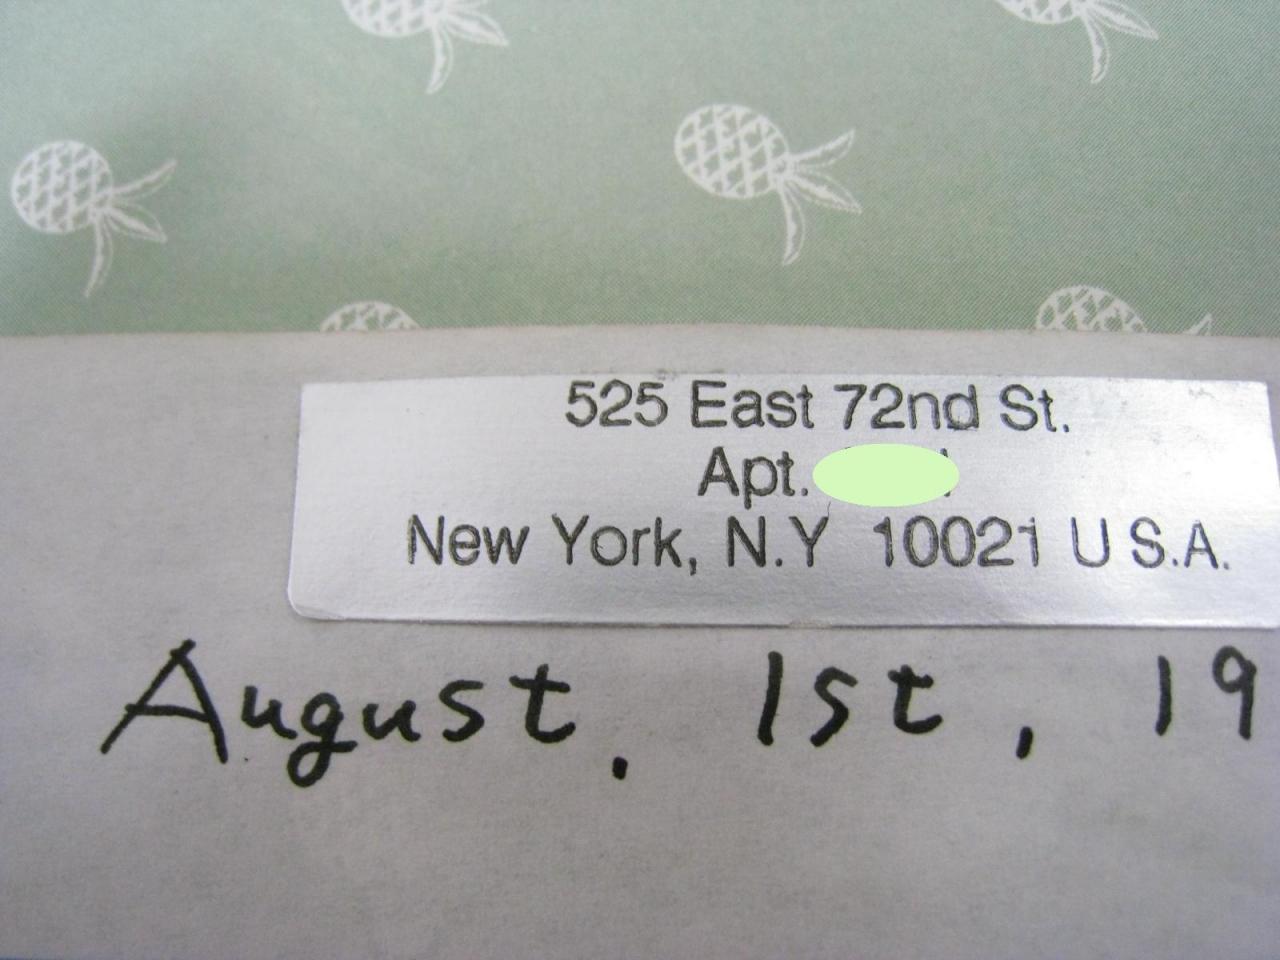 525 East 72nd St.
Apt.
New York, N.Y 10021 U S.A.
August. 1st, 19